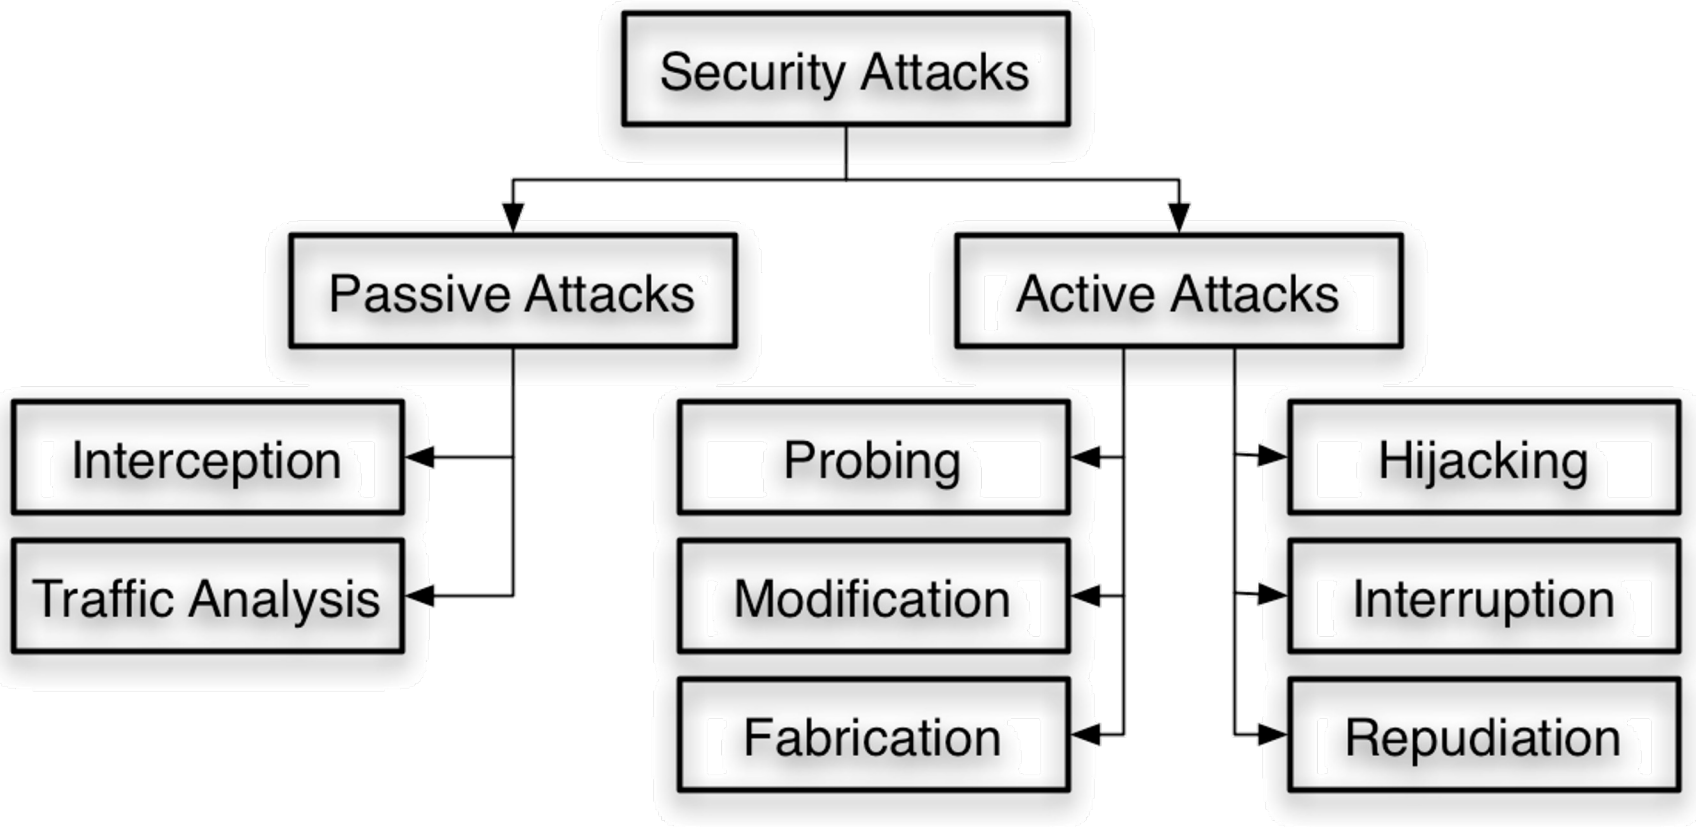 Security Attacks
Passive Attacks
Active Attacks
Interception
Traffic Analysis
Probing
Modification
Fabrication
Hijacking
Interruption
Repudiation